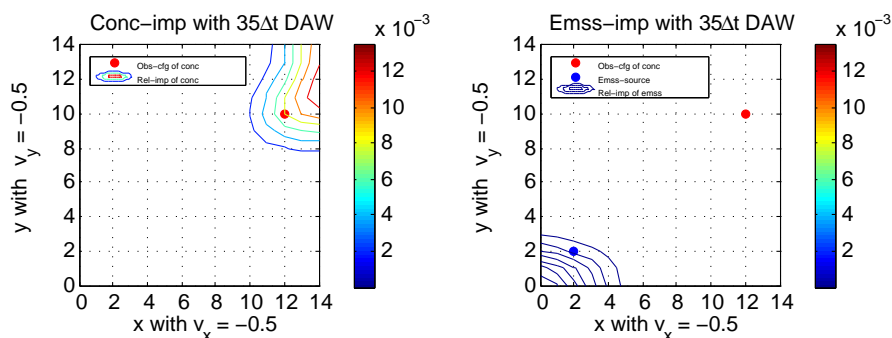 Conc−imp with 35Δt DAW
x 10⁻³
14
12
10
8
6
4
2
0
0 2 4 6 8 10 12 14
y with v_y = −0.5
x with v_x = −0.5
Obs−cfg of conc
Rel−imp of conc
12
10
8
6
4
2
Emss−imp with 35Δt DAW
x 10⁻³
14
12
10
8
6
4
2
0
0 2 4 6 8 10 12 14
y with v_y = −0.5
x with v_x = −0.5
Obs−cfg of conc
Emss−source
Rel−imp of emss
12
10
8
6
4
2